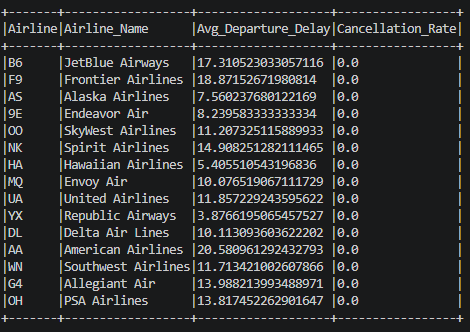 +-------+------------------+-------------------+-----------------+
|Airline|Airline_Name|Avg_Departure_Delay|Cancellation_Rate|
+-------+------------------+-------------------+-----------------+
|B6 |JetBlue Airways |17.310523033057116 |0.0 |
|F9 |Frontier Airlines |18.87152671980814 |0.0 |
|AS |Alaska Airlines |7.560237680122169 |0.0 |
|9E |Endeavor Air |8.239583333333334 |0.0 |
|OO |SkyWest Airlines |11.207325115889933 |0.0 |
|NK |Spirit Airlines |14.908251282111465 |0.0 |
|HA |Hawaiian Airlines |5.405510543196836 |0.0 |
|MQ |Envoy Air |10.076519067111729 |0.0 |
|UA |United Airlines |11.857229243595622 |0.0 |
|YX |Republic Airways |3.8766195065457527 |0.0 |
|DL |Delta Air Lines |10.113093603622202 |0.0 |
|AA |American Airlines |20.580961292432793 |0.0 |
|WN |Southwest Airlines|11.713421002607866 |0.0 |
|G4 |Allegiant Air |13.988213993488971 |0.0 |
|OH |PSA Airlines |13.817452262901647 |0.0 |
+-------+------------------+-------------------+-----------------+